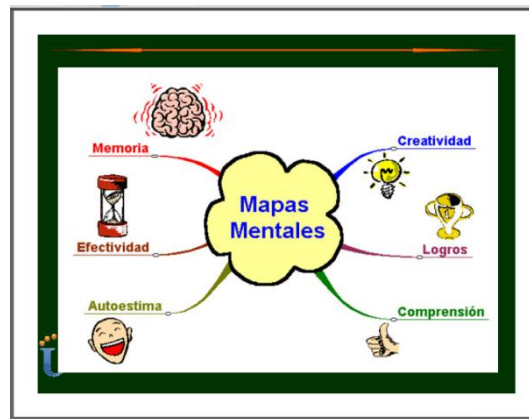 Memoria
Creatividad
Mapas
Mentales
Efectividad
Logros
Autoestima
Comprensión